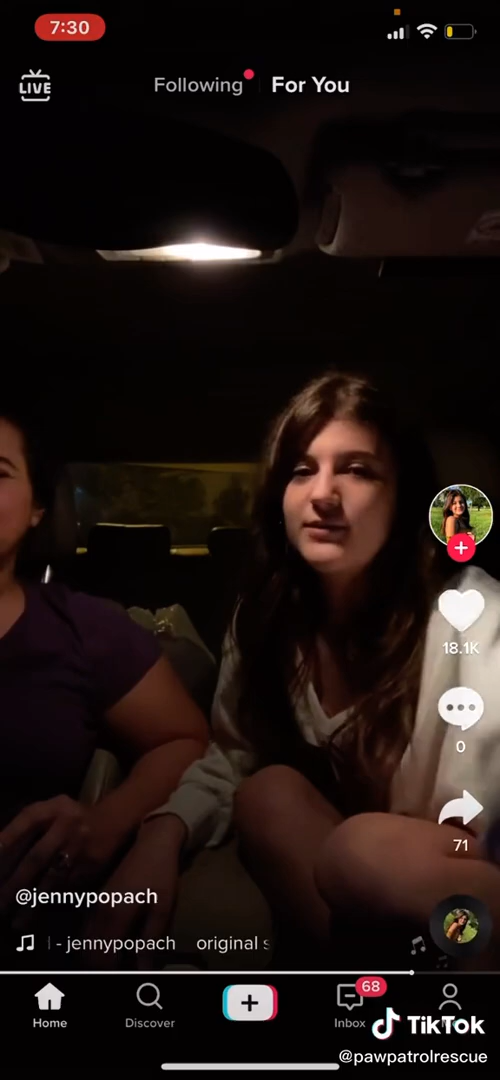 7:30
LIVE
Following
For You
18.1K
0
71
@jennypopach
- jennypopach original s
Home
Discover
Inbox
68
TikTok
@pawpatrolrescue